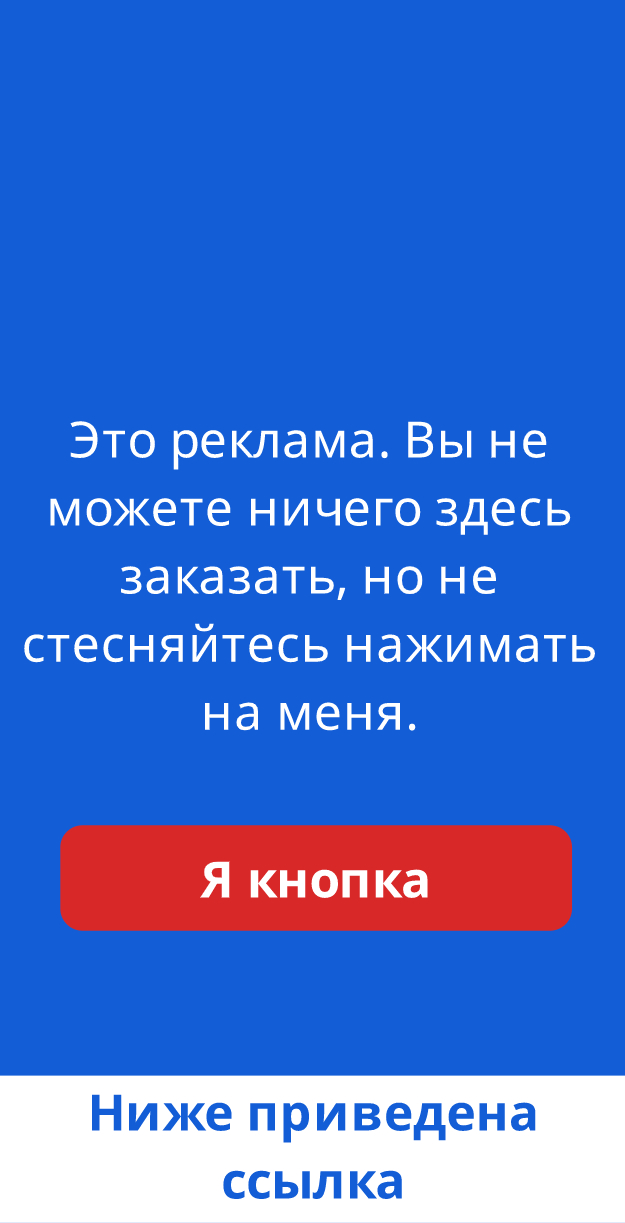 Это реклама. Вы не
можете ничего здесь
заказать, но не
стесняйтесь нажимать
на меня.
Я кнопка
Ниже приведена
ссылка